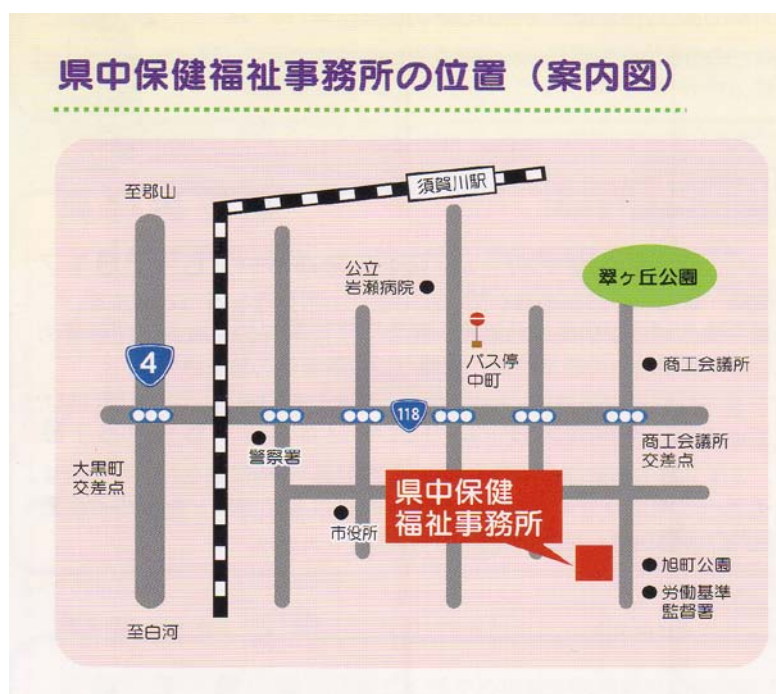 県中保健福祉事務所の位置（案内図）
須賀川駅
至郡山
公立
岩瀬病院
翠ヶ丘公園
4
バス停
中町
商工会議所
118
大黒町
交差点
警察署
商工会議所
交差点
県中保健
福祉事務所
市役所
旭町公園
労働基準
監督署
至白河